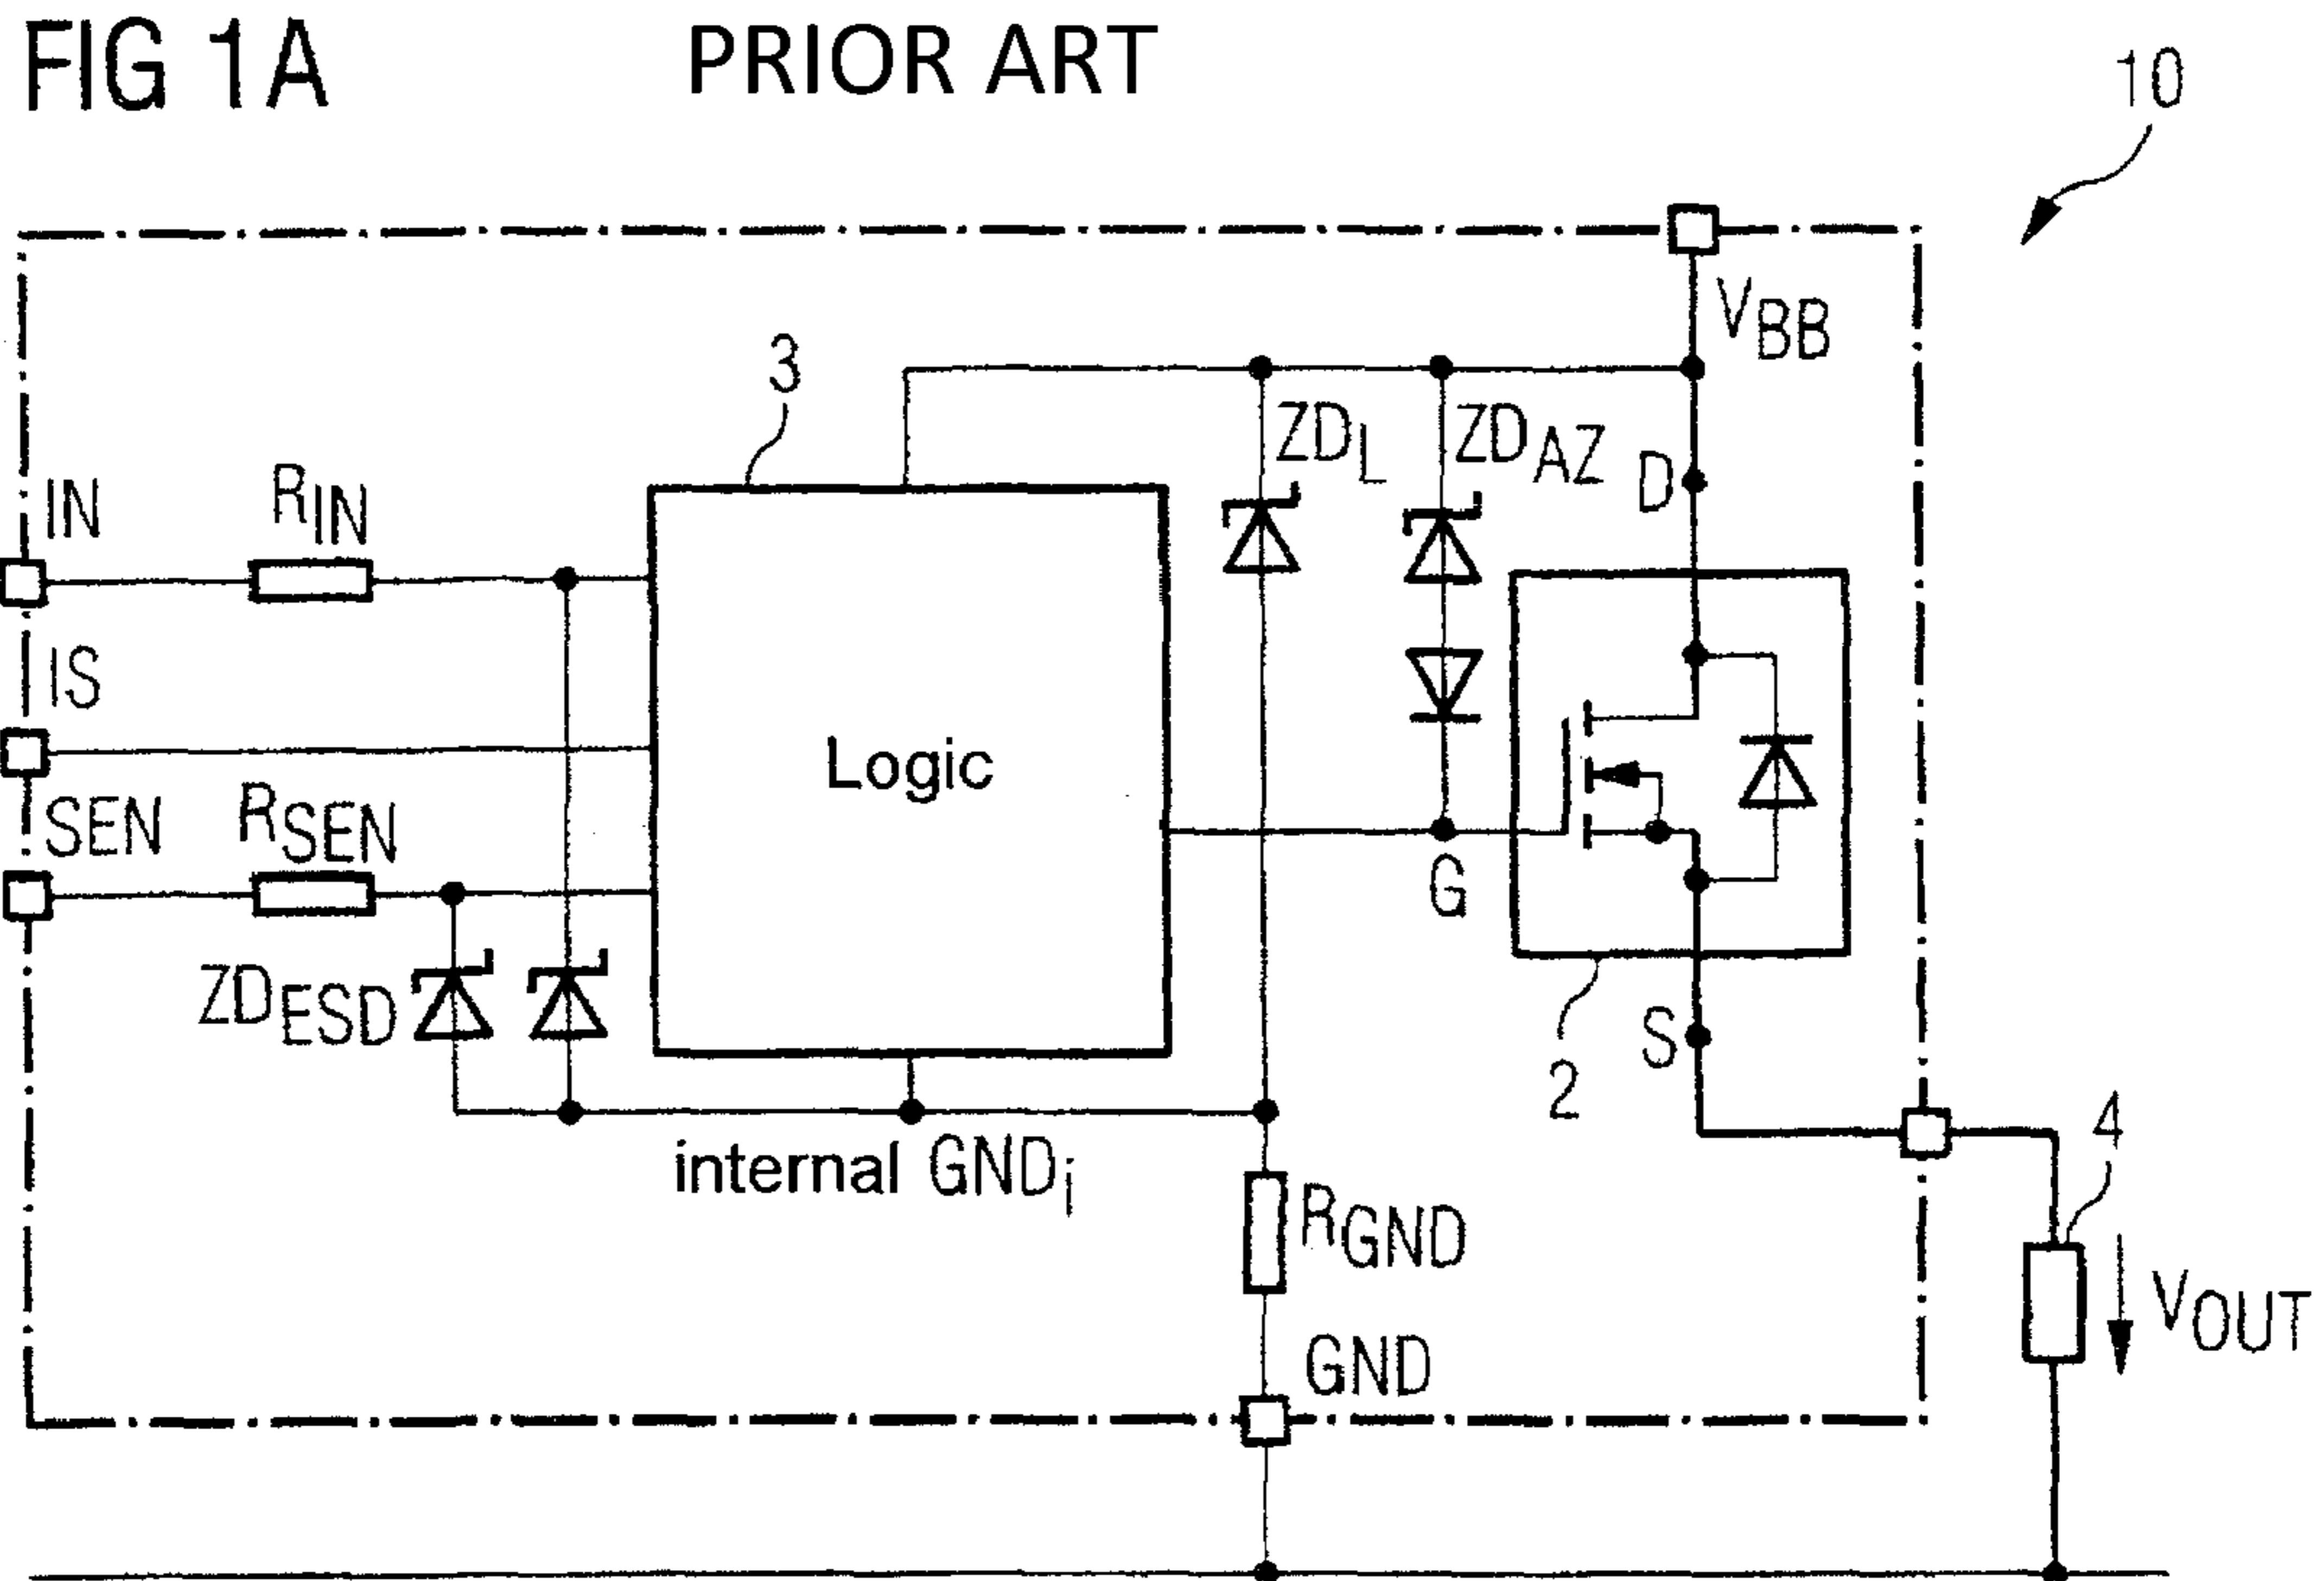 FIG 1A PRIOR ART
10
VBB
3
ZDL ZDAZ D
IN RIN
IS
Logic
SEN RSEN
G
ZDESD
S
2
4
internal GNDi
RGND
VOUT
GND